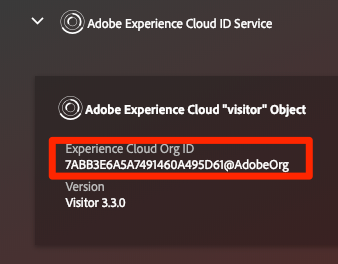 Adobe Experience Cloud ID Service
Adobe Experience Cloud "visitor" Object
Experience Cloud Org ID
7ABB3E6A5A7491460A495D61@AdobeOrg
Version
Visitor 3.3.0